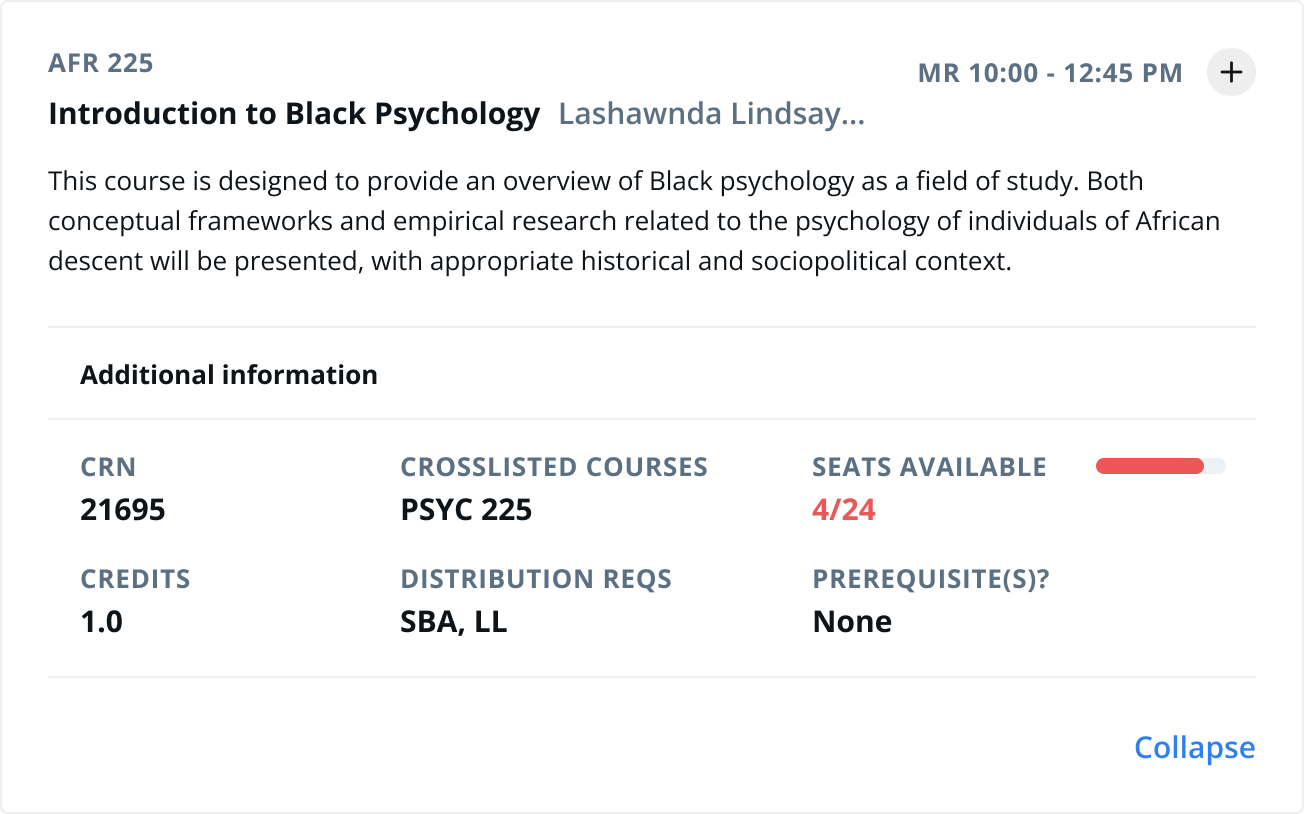 AFR 225
MR 10:00 - 12:45 PM
Introduction to Black Psychology Lashawnda Lindsay...
This course is designed to provide an overview of Black psychology as a field of study. Both
conceptual frameworks and empirical research related to the psychology of individuals of African
descent will be presented, with appropriate historical and sociopolitical context.
Additional information
CRN
21695
CROSSLISTED COURSES
PSYC 225
SEATS AVAILABLE
4/24
CREDITS
1.0
DISTRIBUTION REQS
SBA, LL
PREREQUISITE(S)?
None
Collapse